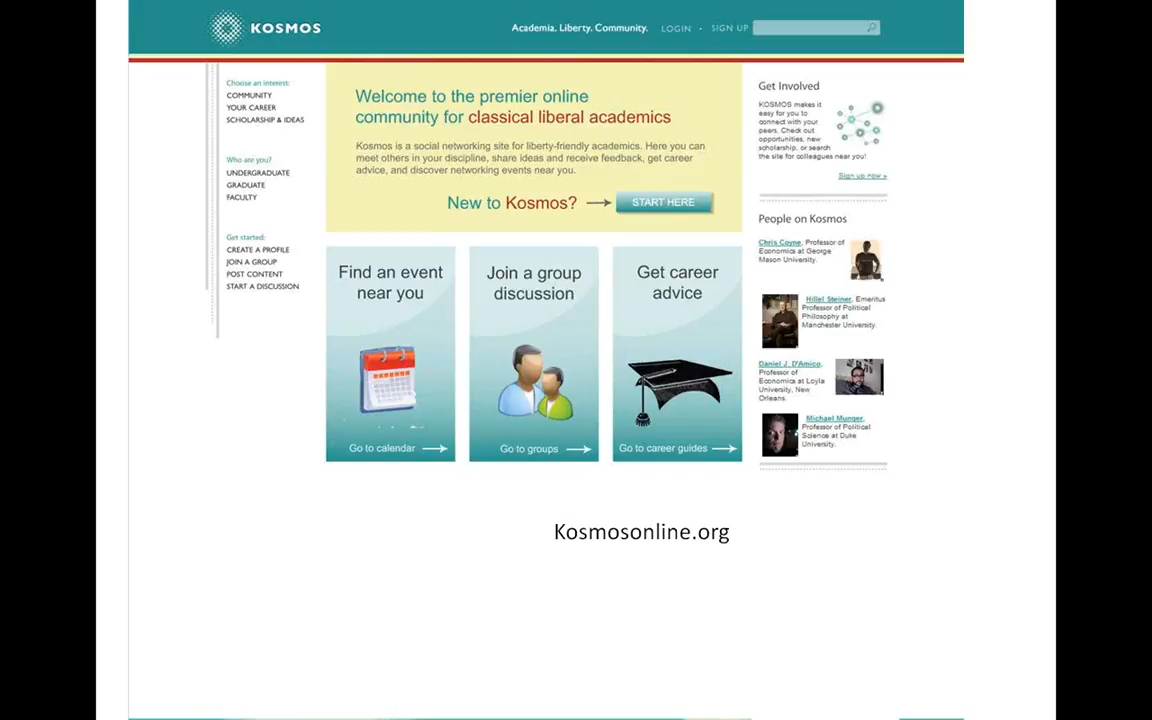 KOSMOS
Academia. Liberty. Community.
LOGIN • SIGN UP
Choose an interest:
COMMUNITY
YOUR CAREER
SCHOLARSHIP & IDEAS
Who are you?
UNDERGRADUATE
GRADUATE
FACULTY
Get started:
CREATE A PROFILE
JOIN A GROUP
POST CONTENT
START A DISCUSSION
Welcome to the premier online
community for classical liberal academics
Kosmos is a social networking site for liberty-friendly academics. Here you can
meet others in your discipline, share ideas and receive feedback, get career
advice, and discover networking events near you.
New to Kosmos?
START HERE
Find an event
near you
Go to calendar
Join a group
discussion
Go to groups
Get career
advice
Go to career guides
Get Involved
KOSMOS makes it
easy for you to
connect with your
peers. Check out
opportunities, new
scholarship, or search
the site for colleagues near you!
Sign up now »
People on Kosmos
Chris Coyne, Professor of
Economics at George
Mason University.
Hillel Steiner, Emeritus
Professor of Political
Philosophy at
Manchester University.
Daniel J. D'Amico,
Professor of
Economics at Loyla
University, New
Orleans.
Michael Munger,
Professor of Political
Science at Duke
University.
Kosmosonline.org